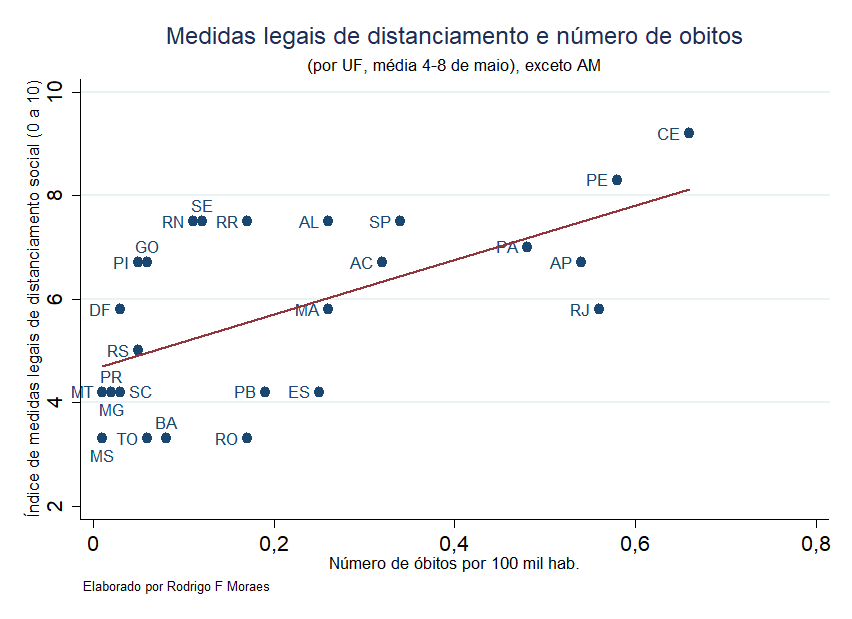 Medidas legais de distanciamento e número de obitos
(por UF, média 4-8 de maio), exceto AM
Índice de medidas legais de distanciamento social (0 a 10)
10
8
6
4
2
CE
PE
SE
RN
RR
AL
SP
GO
PA
PI
AC
AP
DF
MA
RJ
RS
PR
MT
SC
PB
ES
MG
BA
TO
RO
MS
0
0,2
0,4
0,6
0,8
Número de óbitos por 100 mil hab.
Elaborado por Rodrigo F Moraes